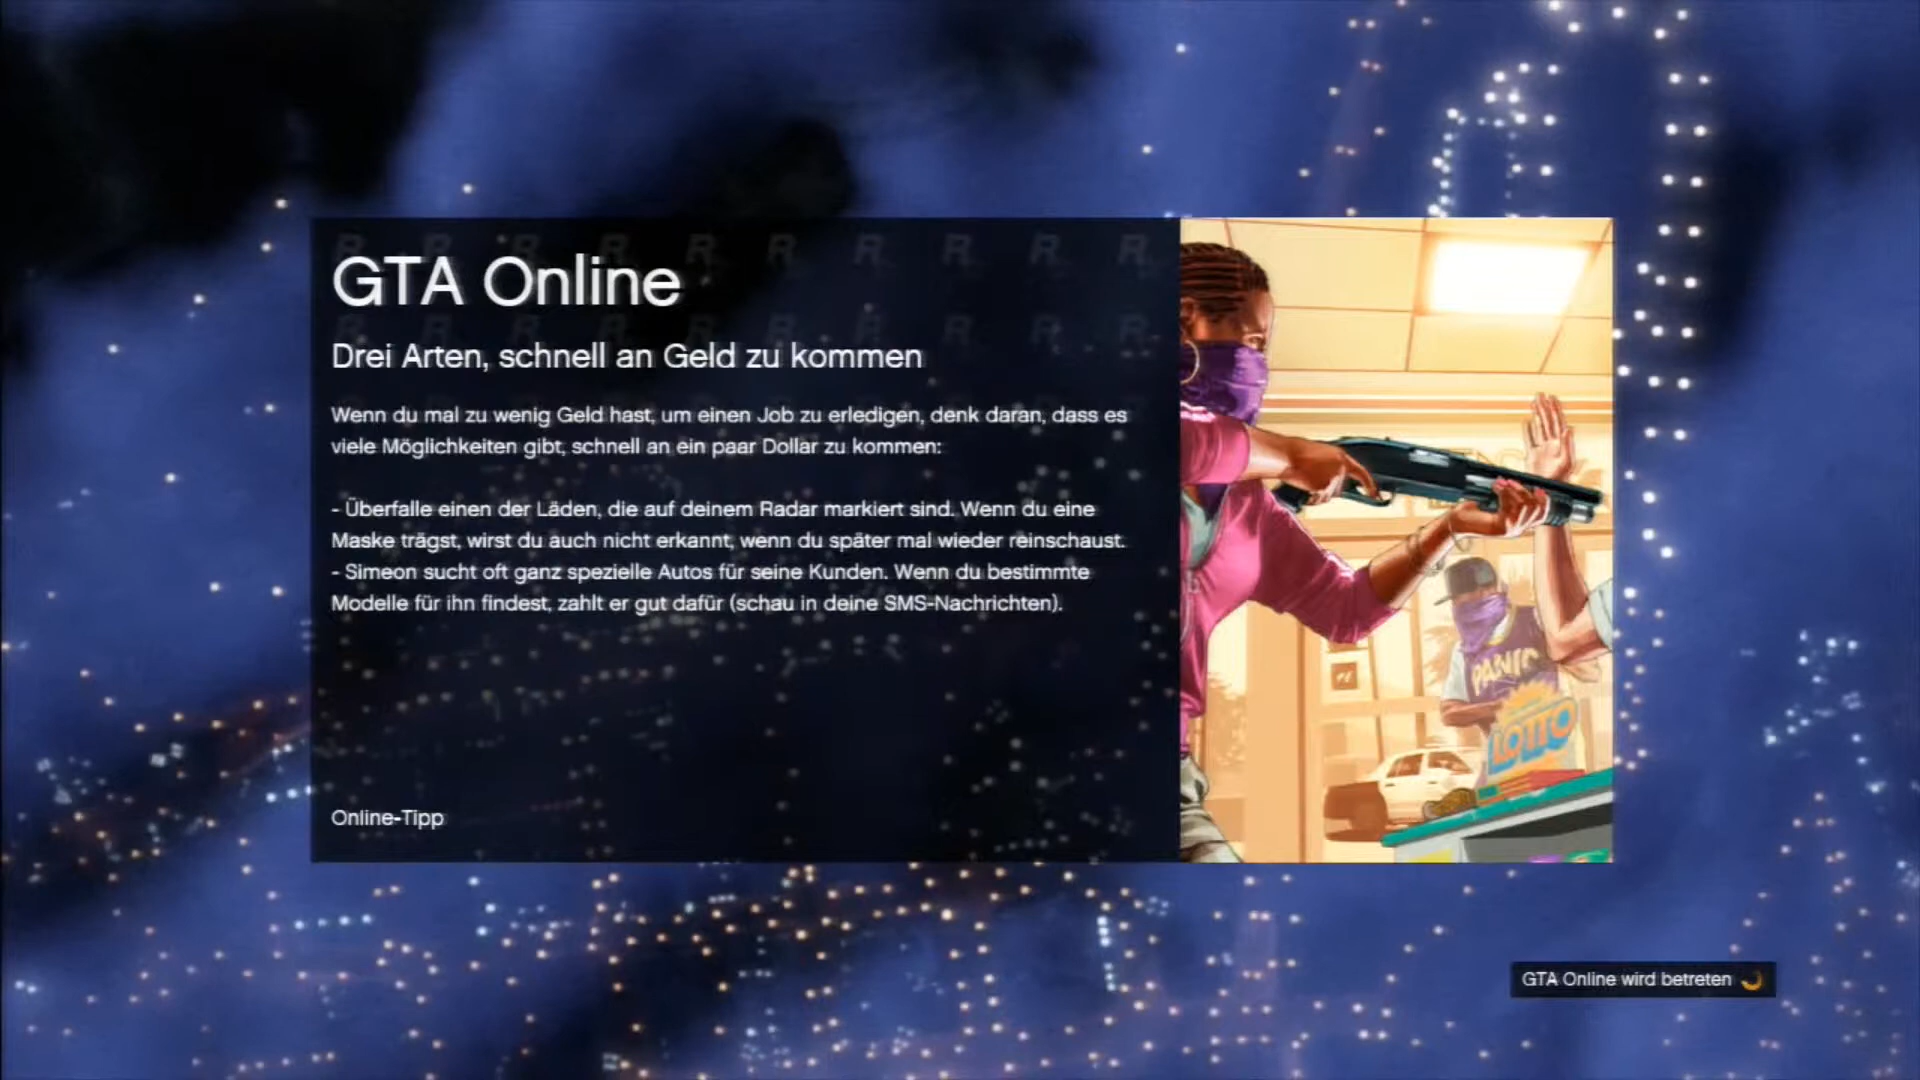 GTA Online
Drei Arten, schnell an Geld zu kommen
Wenn du mal zu wenig Geld hast, um einen Job zu erledigen, denk daran, dass es
viele Möglichkeiten gibt, schnell an ein paar Dollar zu kommen:
- Überfalle einen der Läden, die auf deinem Radar markiert sind. Wenn du eine
Maske trägst, wirst du auch nicht erkannt, wenn du später mal wieder reinschaust.
- Simeon sucht oft ganz spezielle Autos für seine Kunden. Wenn du bestimmte
Modelle für ihn findest, zahlt er gut dafür (schau in deine SMS-Nachrichten).
Online-Tipp
PANIC
LOTTO
GTA Online wird betreten